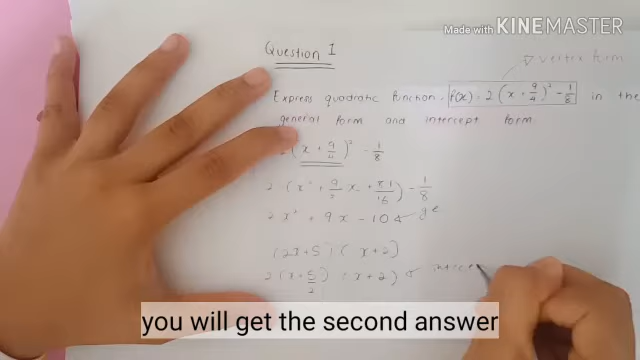 Made with KINEMASTER
Question 1
vertex form
Express quadratic function, f(x) = 2(x + 9/4)² - 1/8 in the
general form and intercept form.
(x + 9/4)² - 1/8
2 (x² + 9/2 x + 81/16) - 1/8
2x² + 9x - 10
(2x+5)(x+2)
2(x + 5/2)(x+2)
you will get the second answer